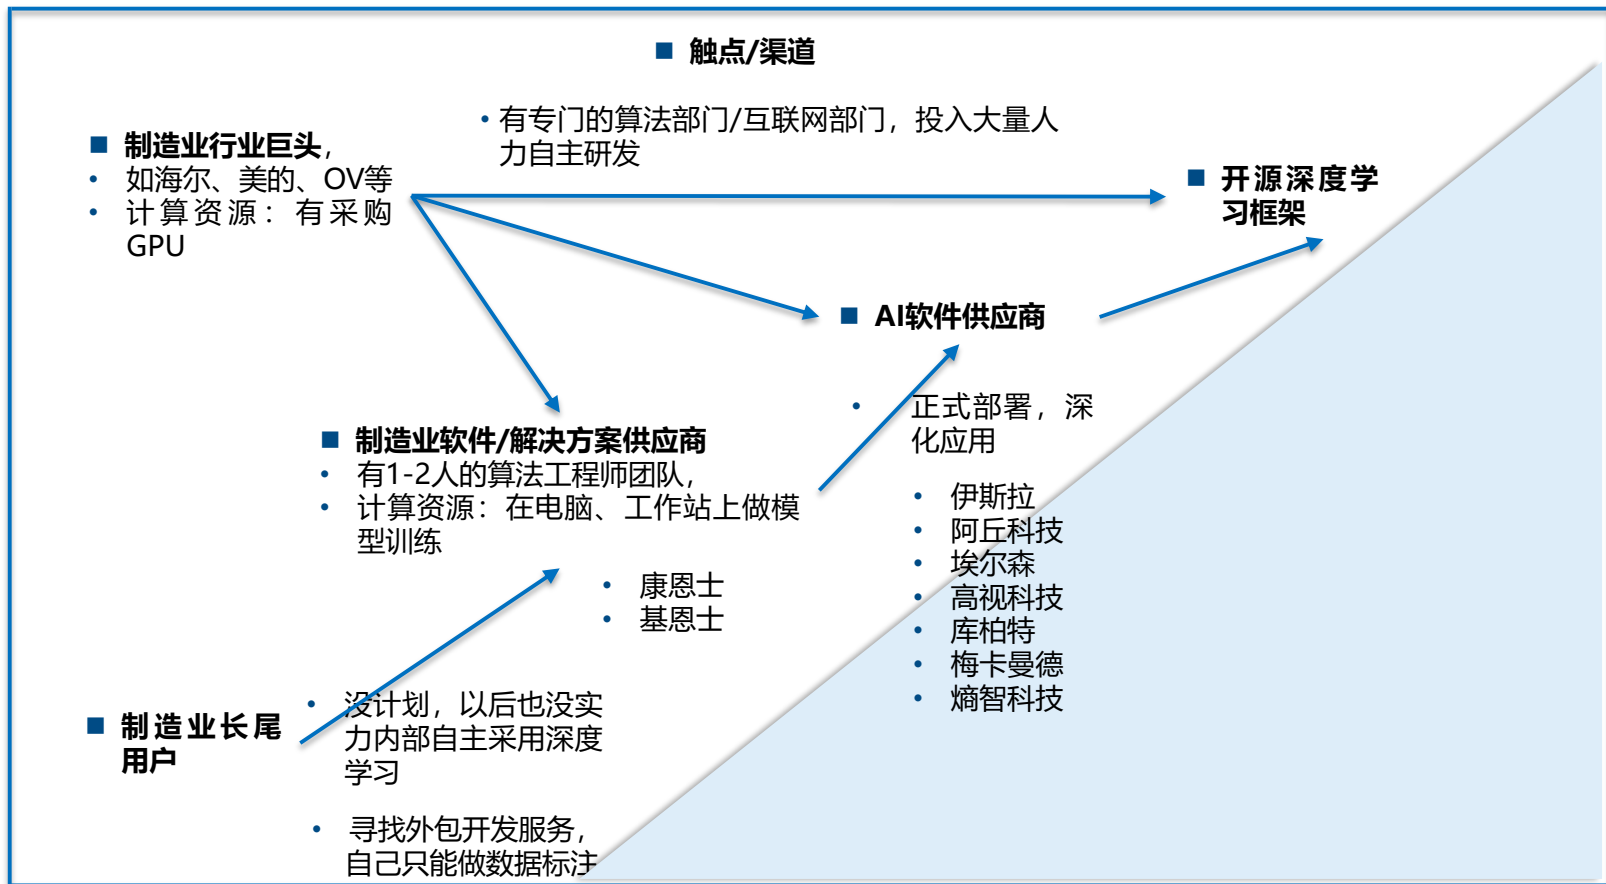 ■ 触点/渠道
• 有专门的算法部门/互联网部门，投入大量人
力自主研发
■ 制造业行业巨头，
• 如海尔、美的、OV等
• 计算资源：有采购
GPU
■ 开源深度学
习框架
■ AI软件供应商
• 正式部署，深
化应用
• 伊斯拉
• 阿丘科技
• 埃尔森
• 高视科技
• 库柏特
• 梅卡曼德
• 熵智科技
■ 制造业软件/解决方案供应商
• 有1-2人的算法工程师团队，
• 计算资源：在电脑、工作站上做模
型训练
• 康恩士
• 基恩士
■ 制造业长尾
用户
• 没计划，以后也没实
力内部自主采用深度
学习
• 寻找外包开发服务，
自己只能做数据标注